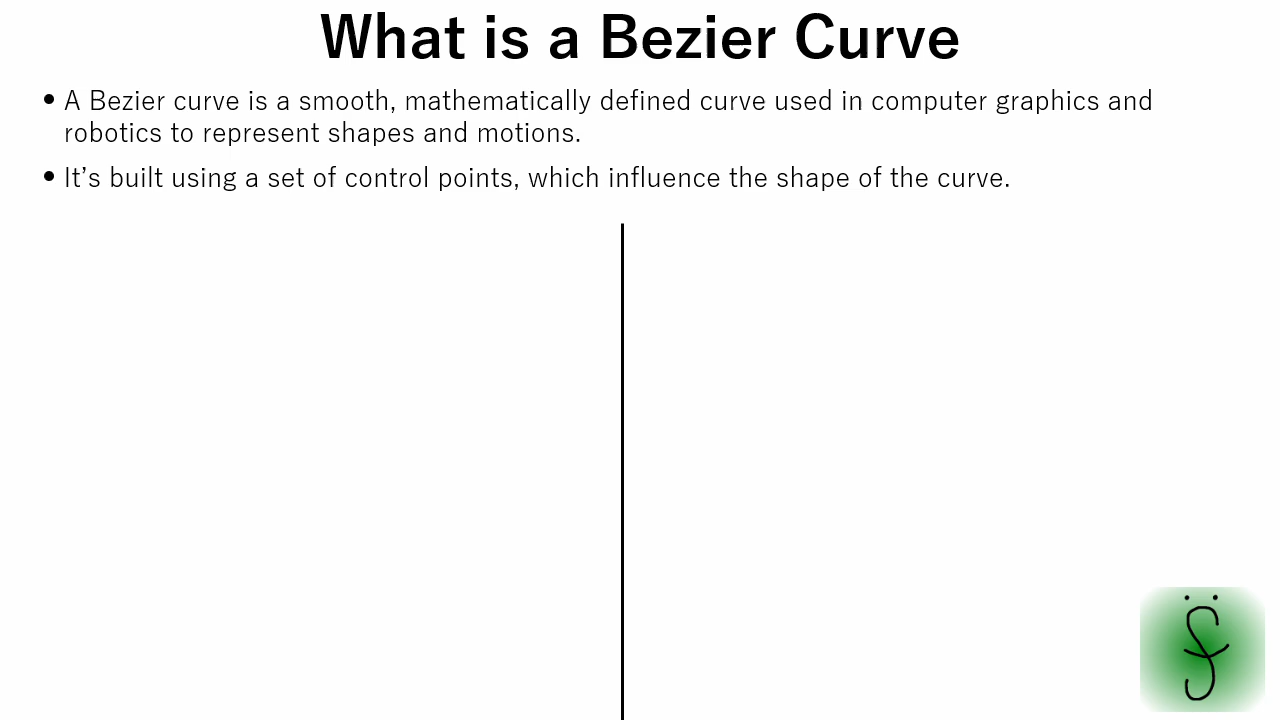 What is a Bezier Curve
• A Bezier curve is a smooth, mathematically defined curve used in computer graphics and
robotics to represent shapes and motions.
• It’s built using a set of control points, which influence the shape of the curve.